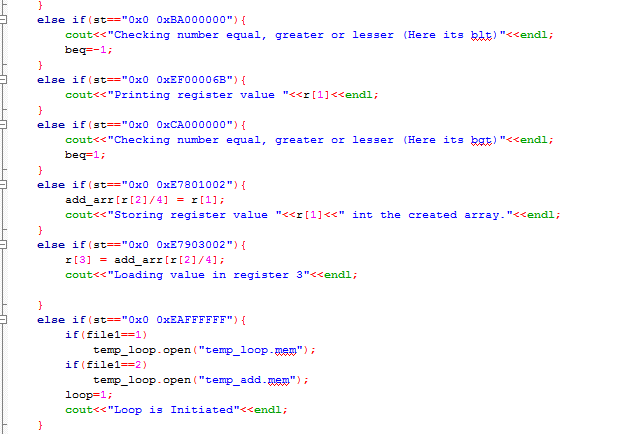 }
else if(st=="0x0 0xBA000000"){
cout<<"Checking number equal, greater or lesser (Here its blt)"<<endl;
beq=-1;
}
else if(st=="0x0 0xEF00006B"){
cout<<"Printing register value "<<r[1]<<endl;
}
else if(st=="0x0 0xCA000000"){
cout<<"Checking number equal, greater or lesser (Here its bgt)"<<endl;
beq=1;
}
else if(st=="0x0 0xE7801002"){
add_arr[r[2]/4] = r[1];
cout<<"Storing register value "<<r[1]<<" int the created array."<<endl;
}
else if(st=="0x0 0xE7903002"){
r[3] = add_arr[r[2]/4];
cout<<"Loading value in register 3"<<endl;
}
else if(st=="0x0 0xEAFFFFFF"){
if(file1==1)
temp_loop.open("temp_loop.mem");
if(file1==2)
temp_loop.open("temp_add.mem");
loop=1;
cout<<"Loop is Initiated"<<endl;
}